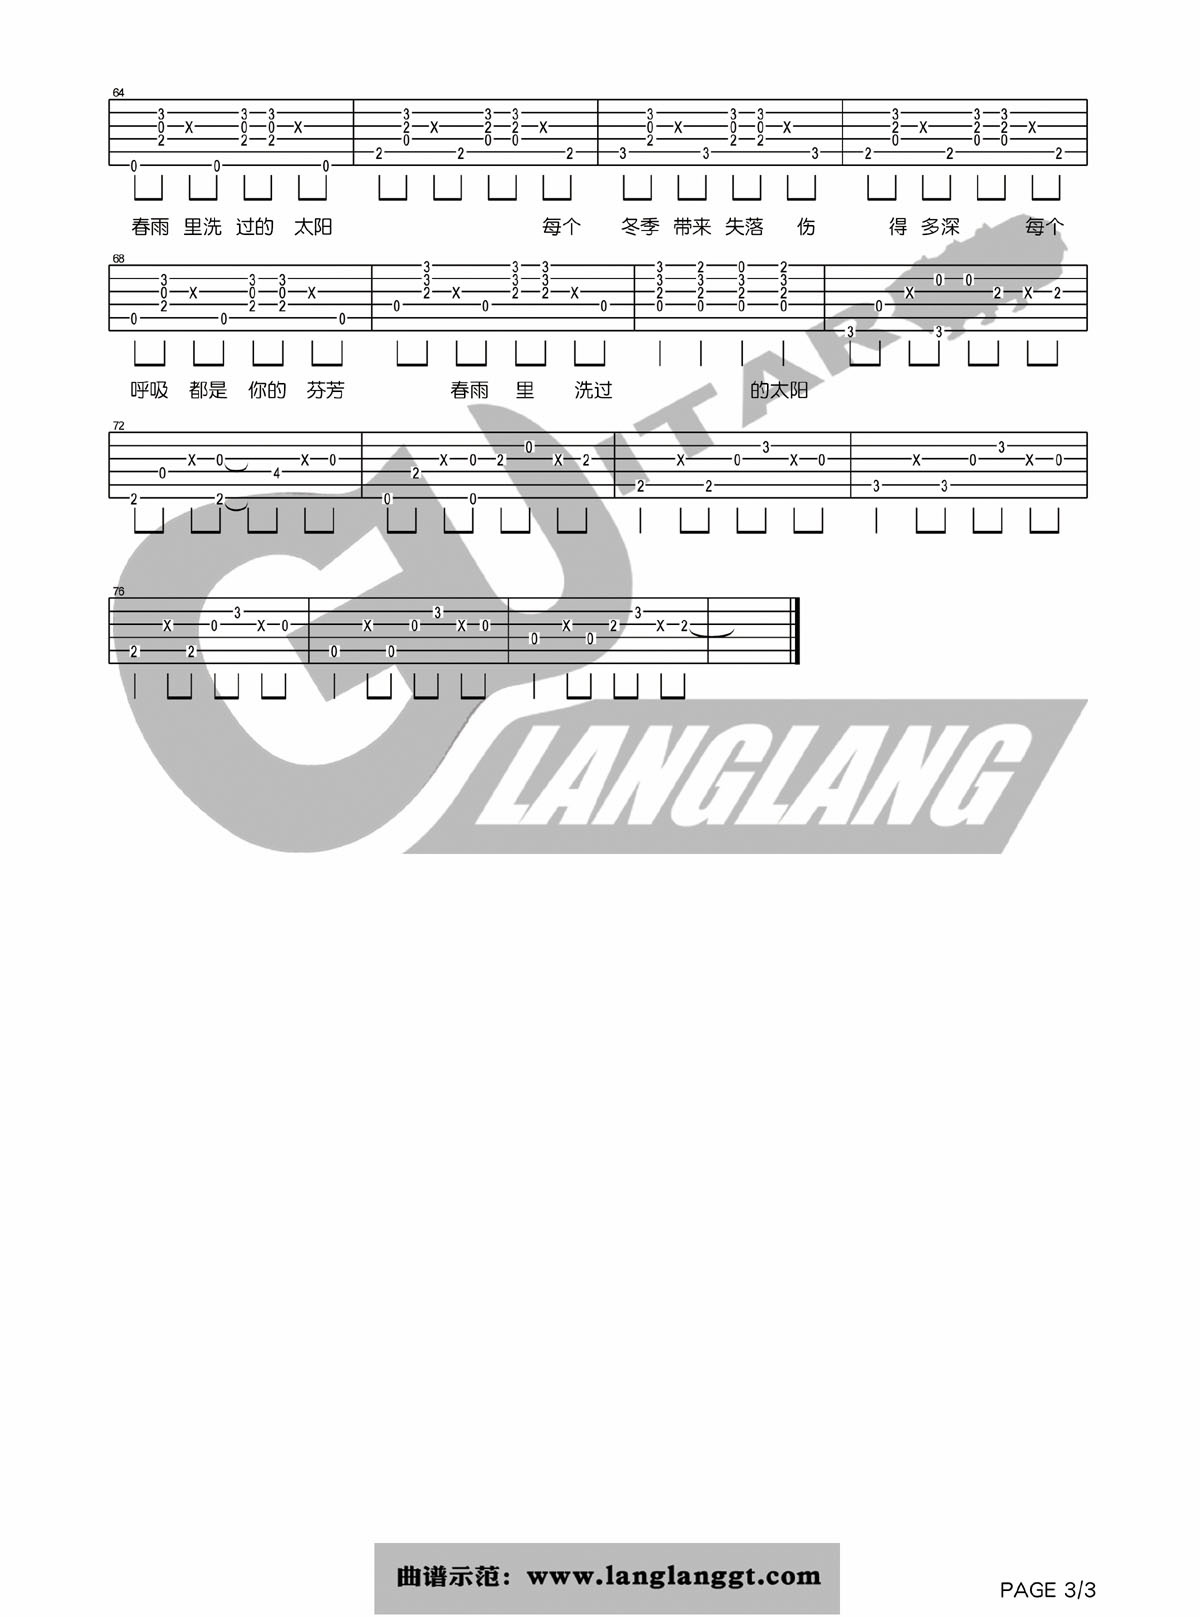 64
春雨 里洗 过的 太阳 每个 冬季 带来 失落 伤 得 多深 每个
68
呼吸 都是 你的 芬芳 春雨 里 洗过 的太阳
72
76
GUITAR
LANGLANG
曲谱示范：www.langlanggt.com
PAGE 3/3